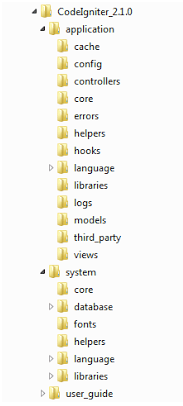 CodeIgniter_2.1.0
application
cache
config
controllers
core
errors
helpers
hooks
language
libraries
logs
models
third_party
views
system
core
database
fonts
helpers
language
libraries
user_guide